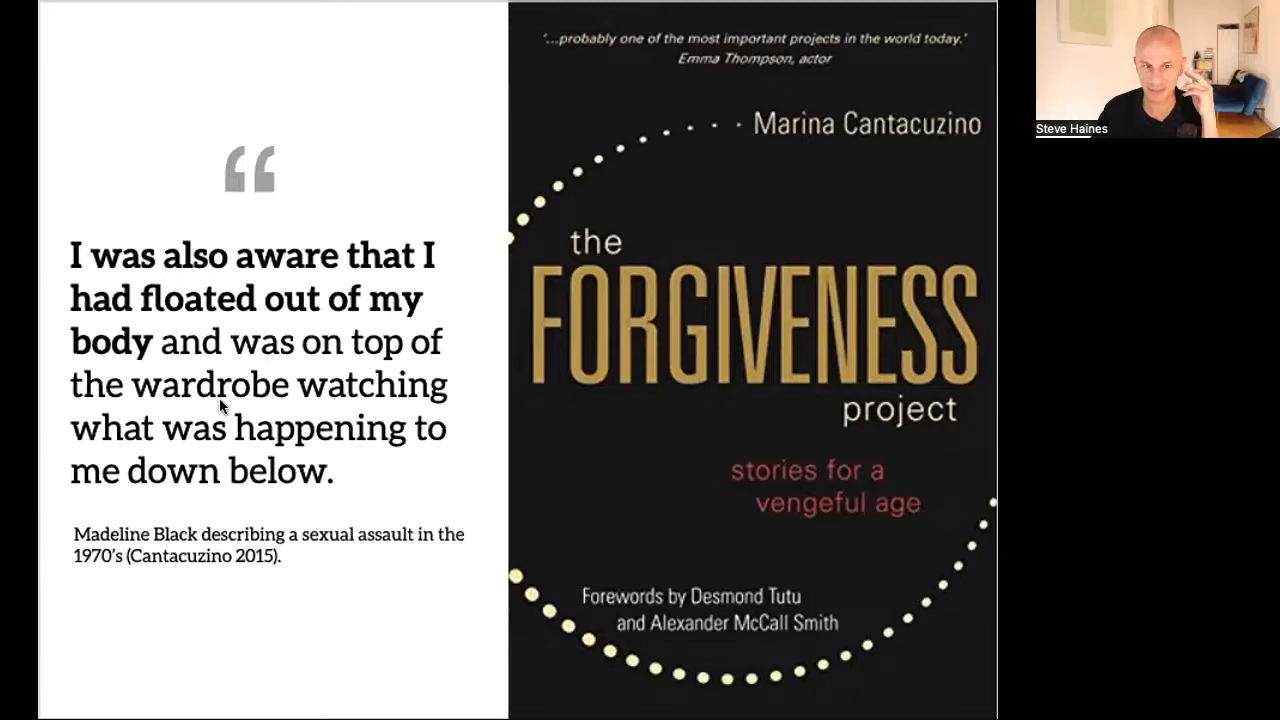 “
I was also aware that I
had floated out of my
body and was on top of
the wardrobe watching
what was happening to
me down below.
Madeline Black describing a sexual assault in the
1970’s (Cantacuzino 2015).
‘...probably one of the most important projects in the world today.’
Emma Thompson, actor
Marina Cantacuzino
the
FORGIVENESS
project
stories for a
vengeful age
Forewords by Desmond Tutu
and Alexander McCall Smith
Steve Haines